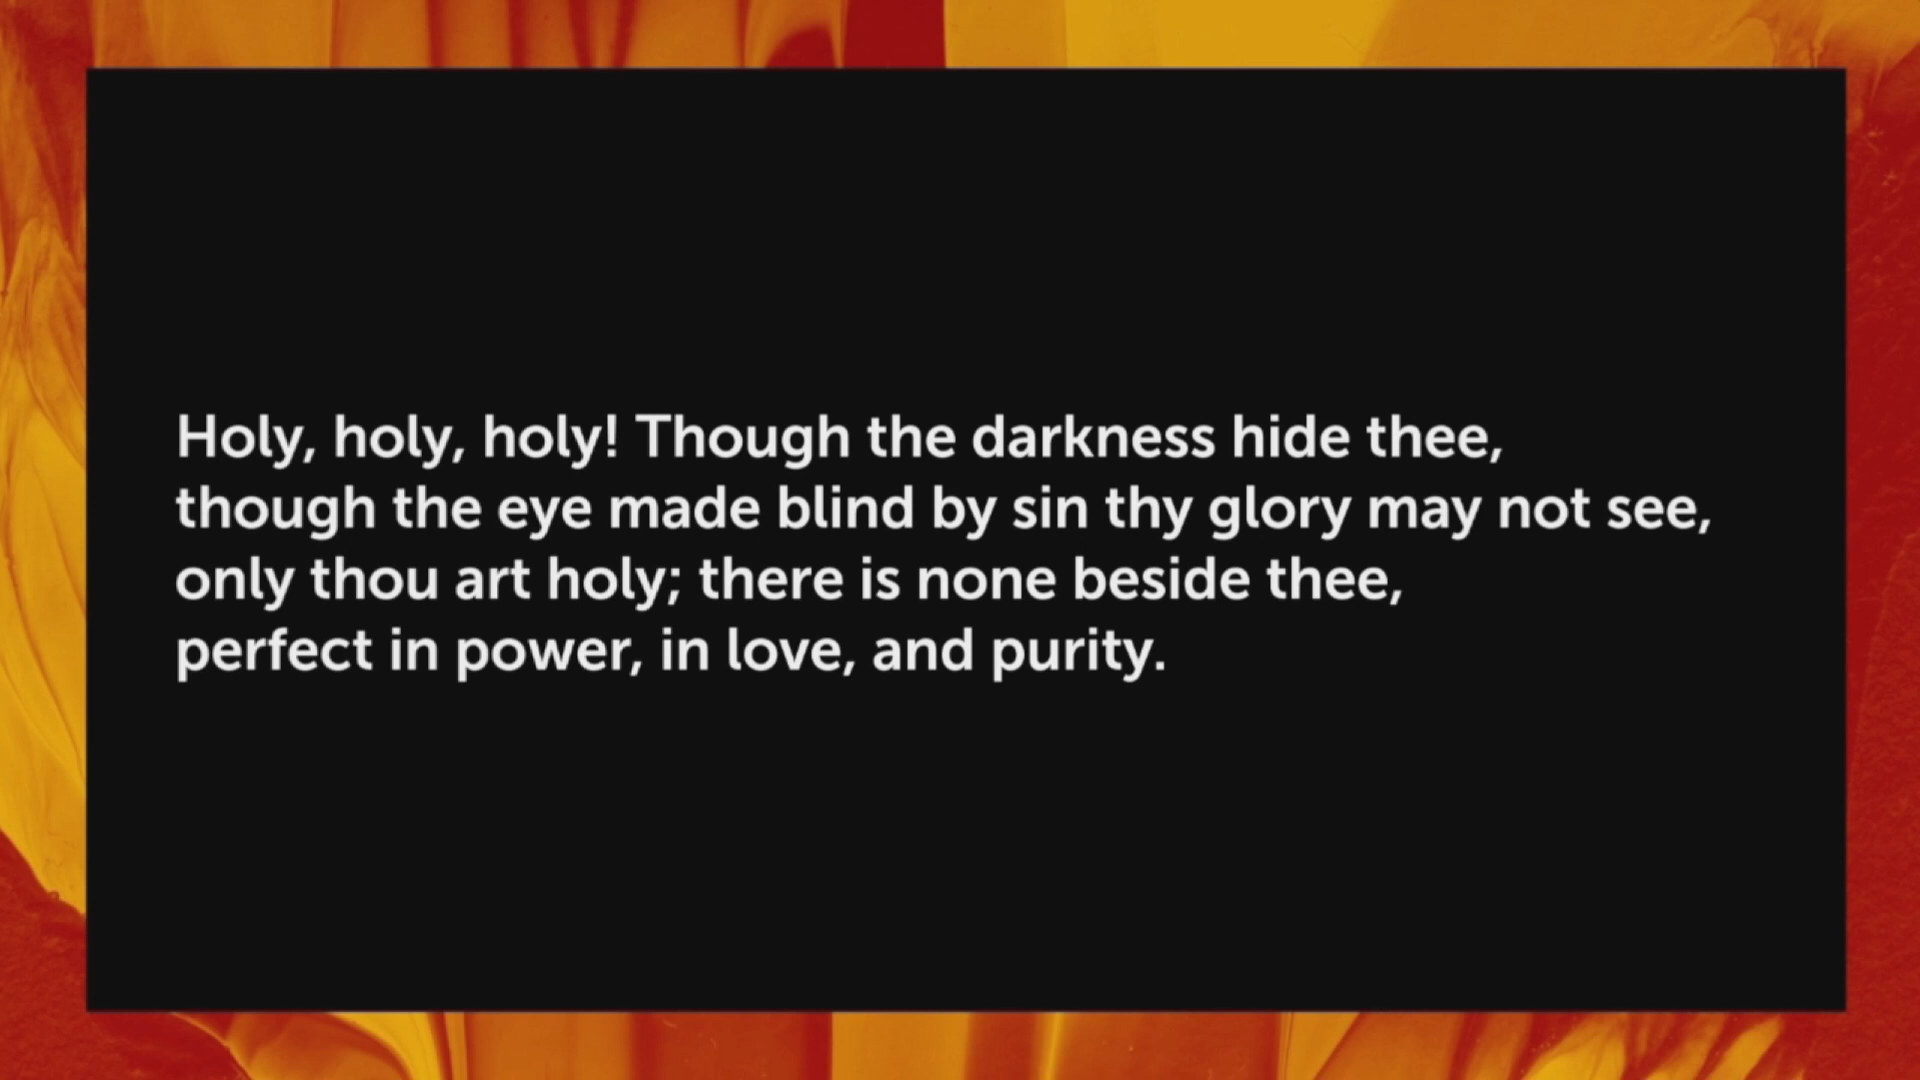 Holy, holy, holy! Though the darkness hide thee,
though the eye made blind by sin thy glory may not see,
only thou art holy; there is none beside thee,
perfect in power, in love, and purity.